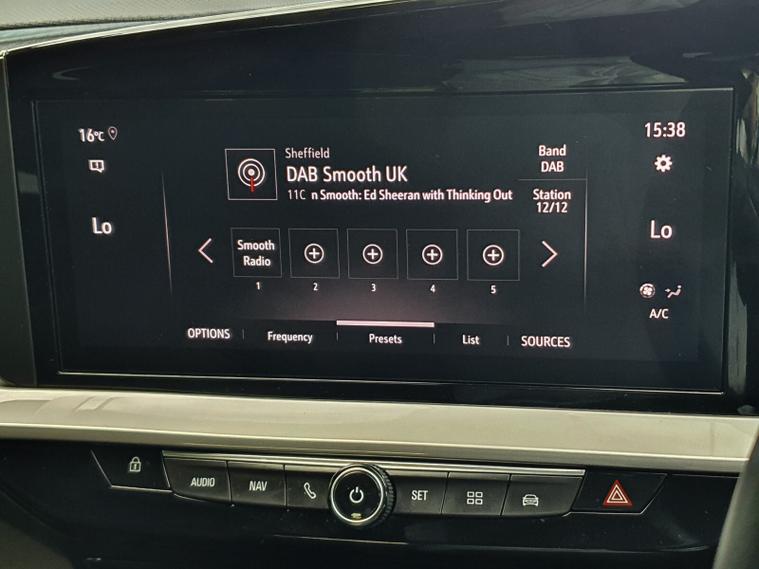 16°C
15:38
Sheffield
DAB Smooth UK
11C n Smooth: Ed Sheeran with Thinking Out
Band
DAB
Station
12/12
Lo
Lo
Smooth
Radio
1
2
3
4
5
A/C
OPTIONS
Frequency
Presets
List
SOURCES
AUDIO
NAV
SET